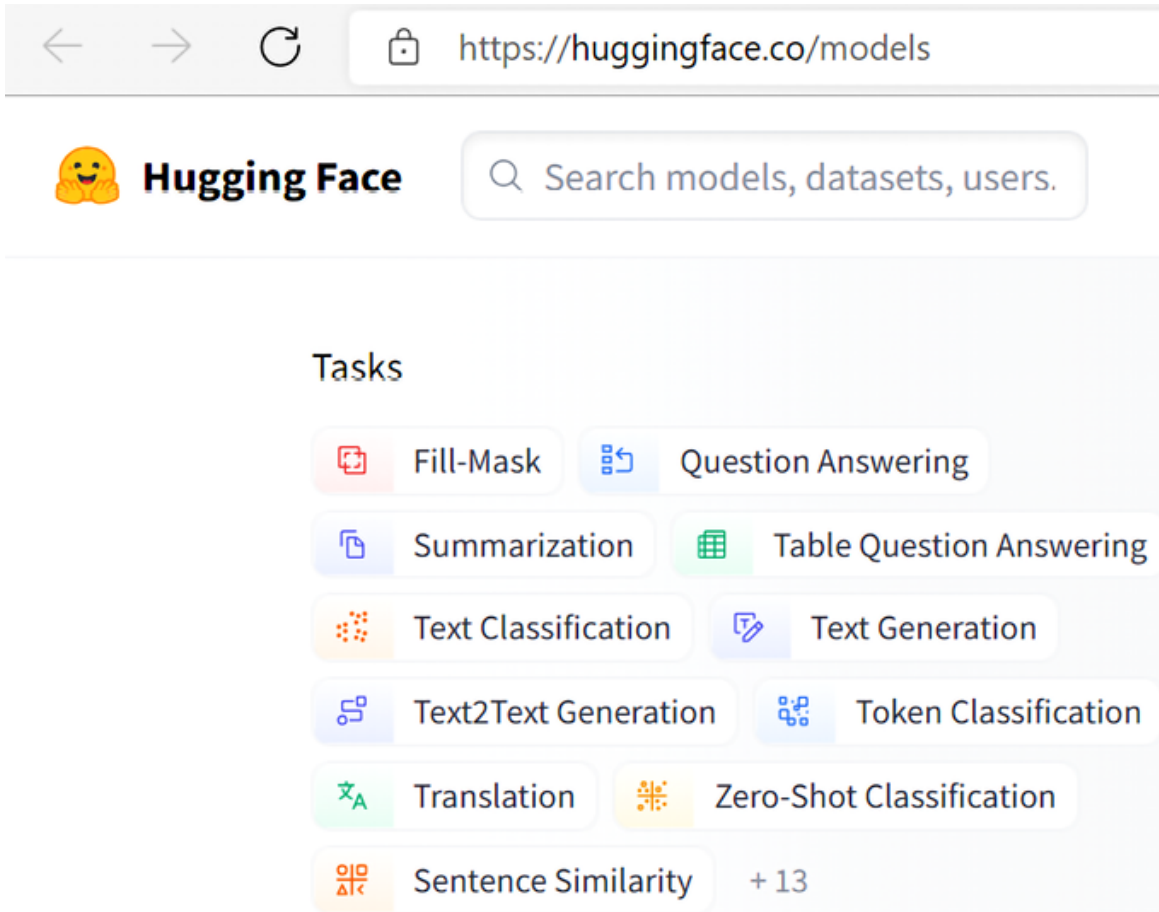 https://huggingface.co/models
Hugging Face
Search models, datasets, users.
Tasks
Fill-Mask
Question Answering
Summarization
Table Question Answering
Text Classification
Text Generation
Text2Text Generation
Token Classification
Translation
Zero-Shot Classification
Sentence Similarity
+ 13